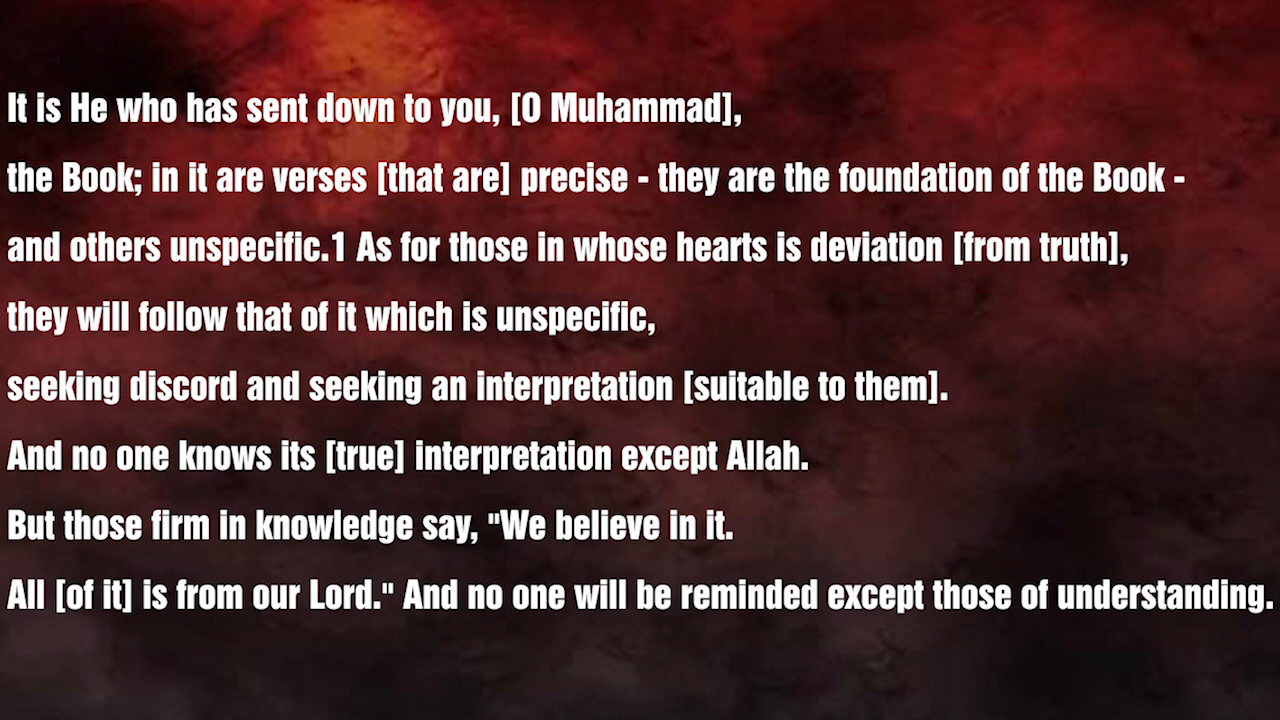 It is He who has sent down to you, [O Muhammad],
the Book; in it are verses [that are] precise - they are the foundation of the Book -
and others unspecific.1 As for those in whose hearts is deviation [from truth],
they will follow that of it which is unspecific,
seeking discord and seeking an interpretation [suitable to them].
And no one knows its [true] interpretation except Allah.
But those firm in knowledge say, "We believe in it.
All [of it] is from our Lord." And no one will be reminded except those of understanding.